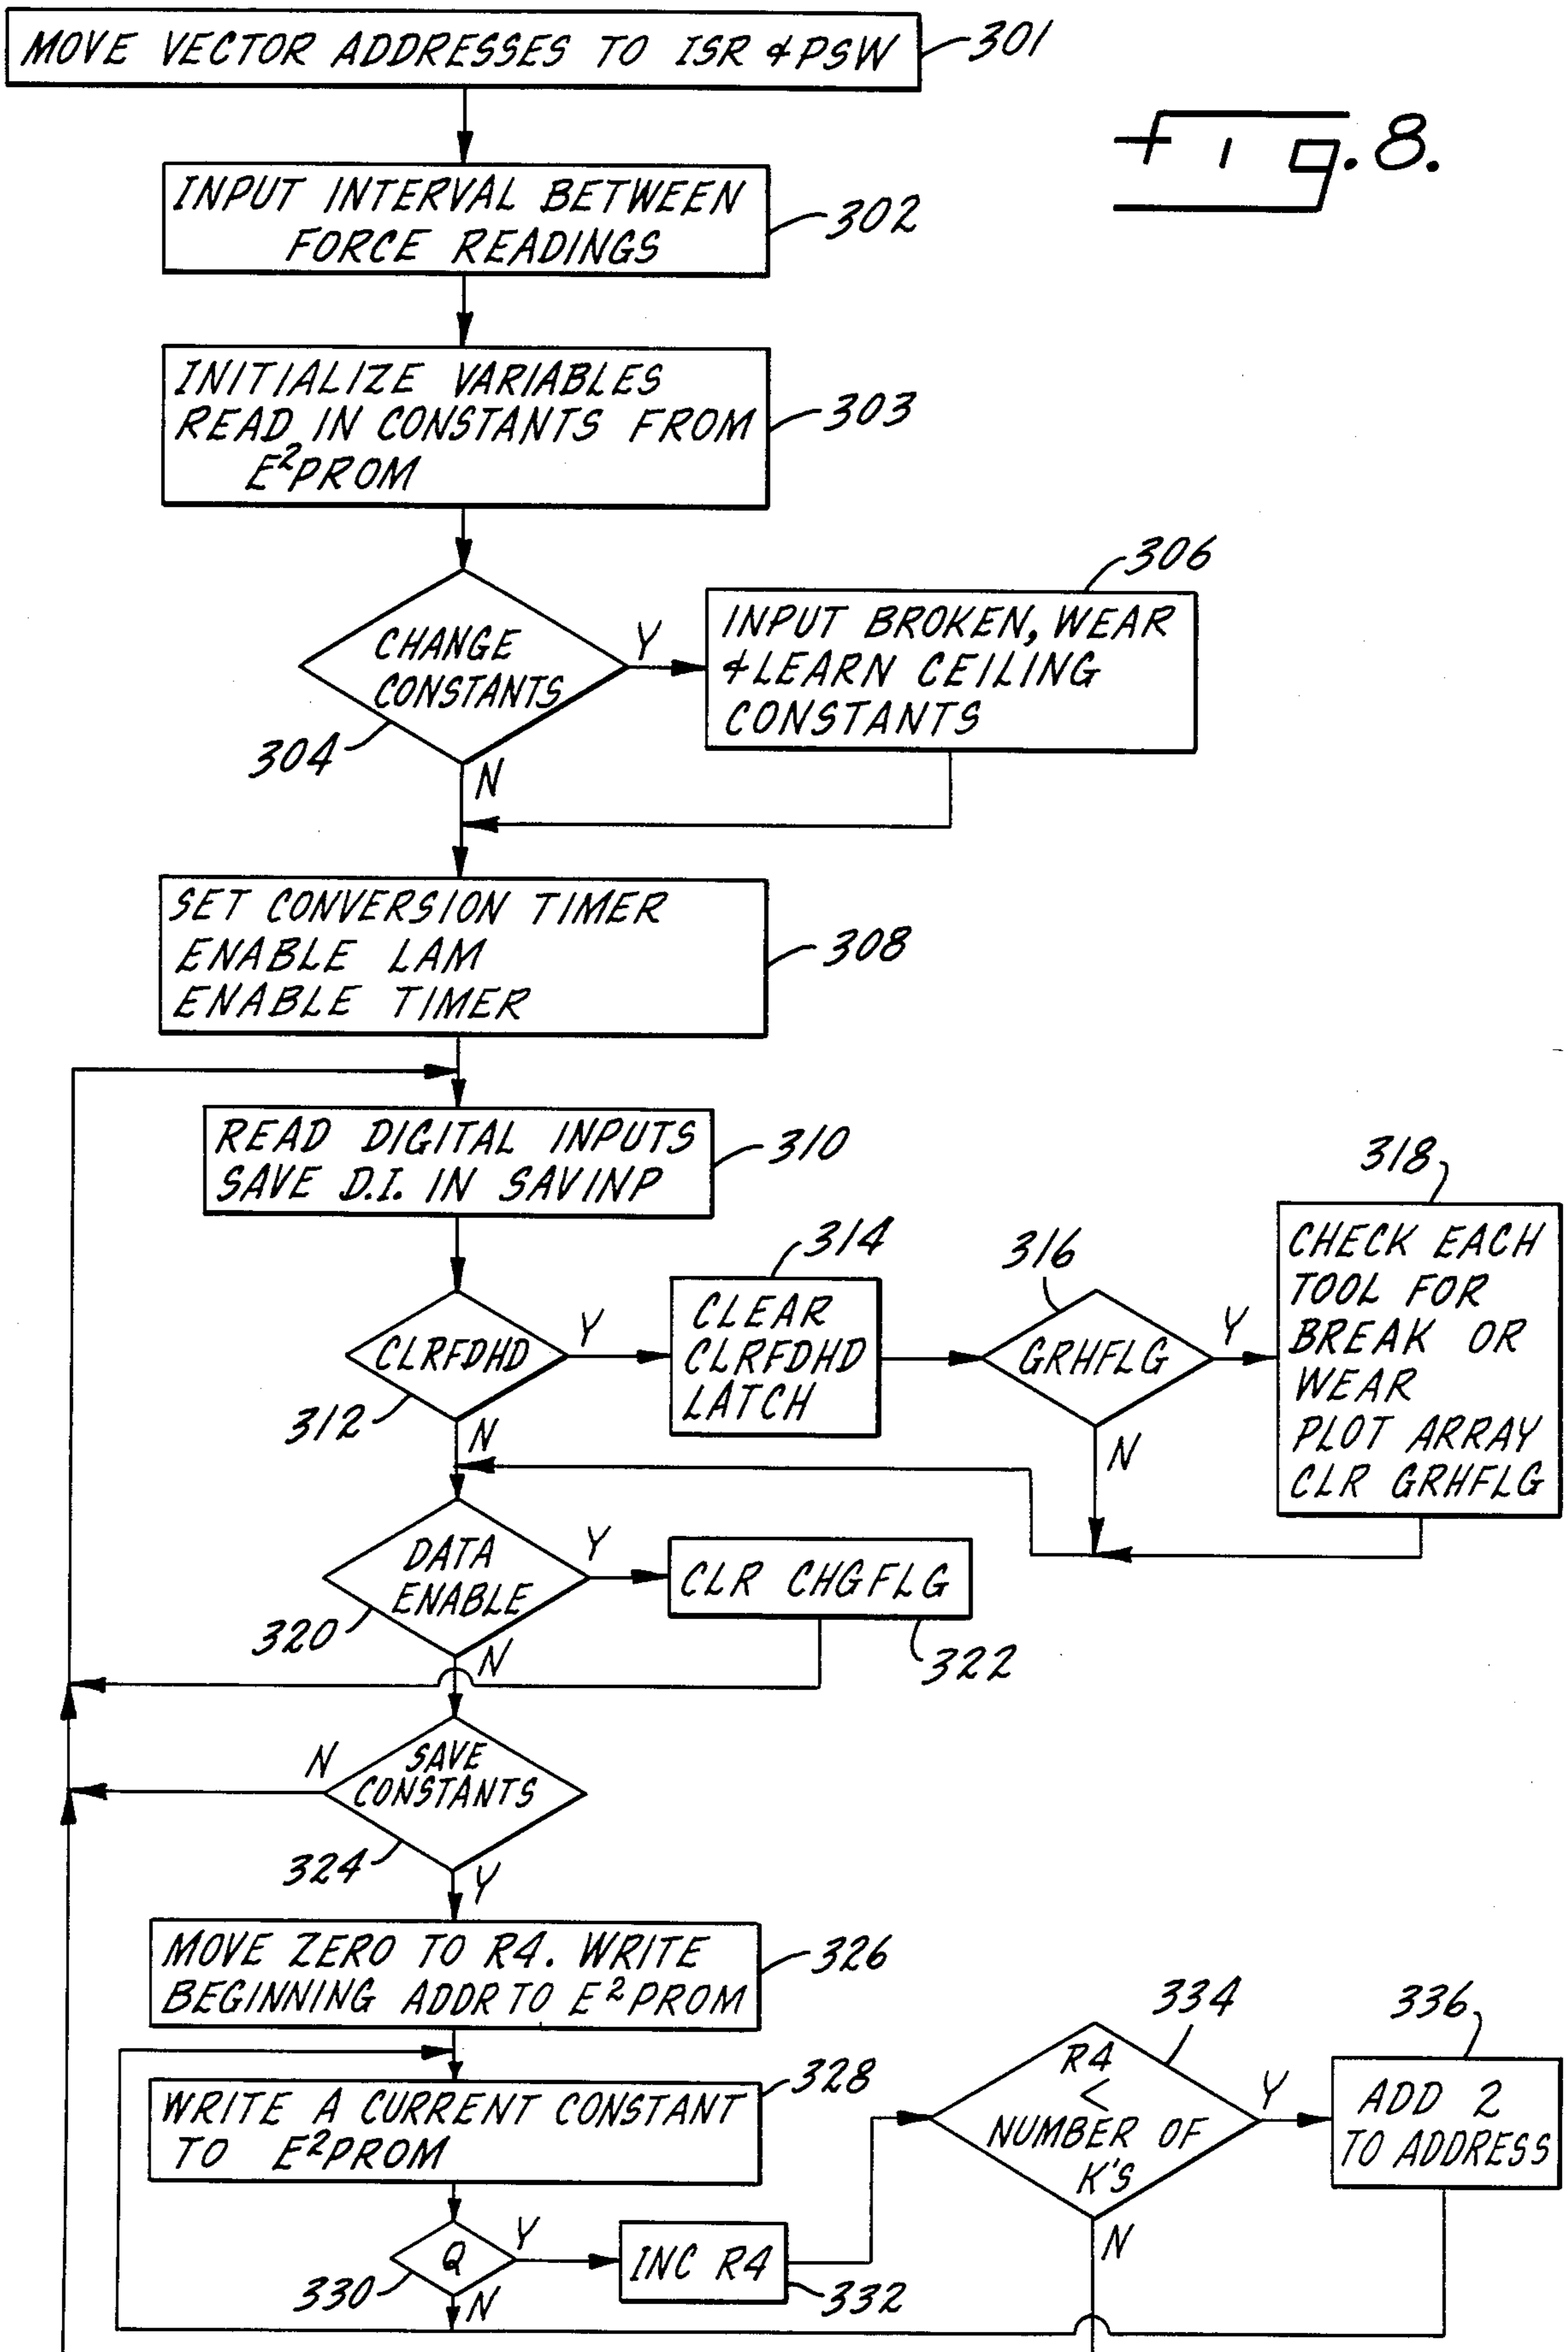 MOVE VECTOR ADDRESSES TO ISR & PSW
301
Fig. 8.
INPUT INTERVAL BETWEEN
FORCE READINGS
302
INITIALIZE VARIABLES
READ IN CONSTANTS FROM
E²PROM
303
CHANGE
CONSTANTS
304
Y
N
306
INPUT BROKEN, WEAR
& LEARN CEILING
CONSTANTS
SET CONVERSION TIMER
ENABLE LAM
ENABLE TIMER
308
READ DIGITAL INPUTS
SAVE D.I. IN SAVINP
310
CLRFDHD
312
Y
N
314
CLEAR
CLRFDHD
LATCH
316
GRHFLG
Y
N
318
CHECK EACH
TOOL FOR
BREAK OR
WEAR
PLOT ARRAY
CLR GRHFLG
DATA
ENABLE
320
Y
N
CLR CHGFLG
322
SAVE
CONSTANTS
324
N
Y
MOVE ZERO TO R4. WRITE
BEGINNING ADDR TO E²PROM
326
WRITE A CURRENT CONSTANT
TO E²PROM
328
Q
330
Y
N
INC R4
332
334
R4
<
NUMBER OF
K'S
Y
N
336
ADD 2
TO ADDRESS